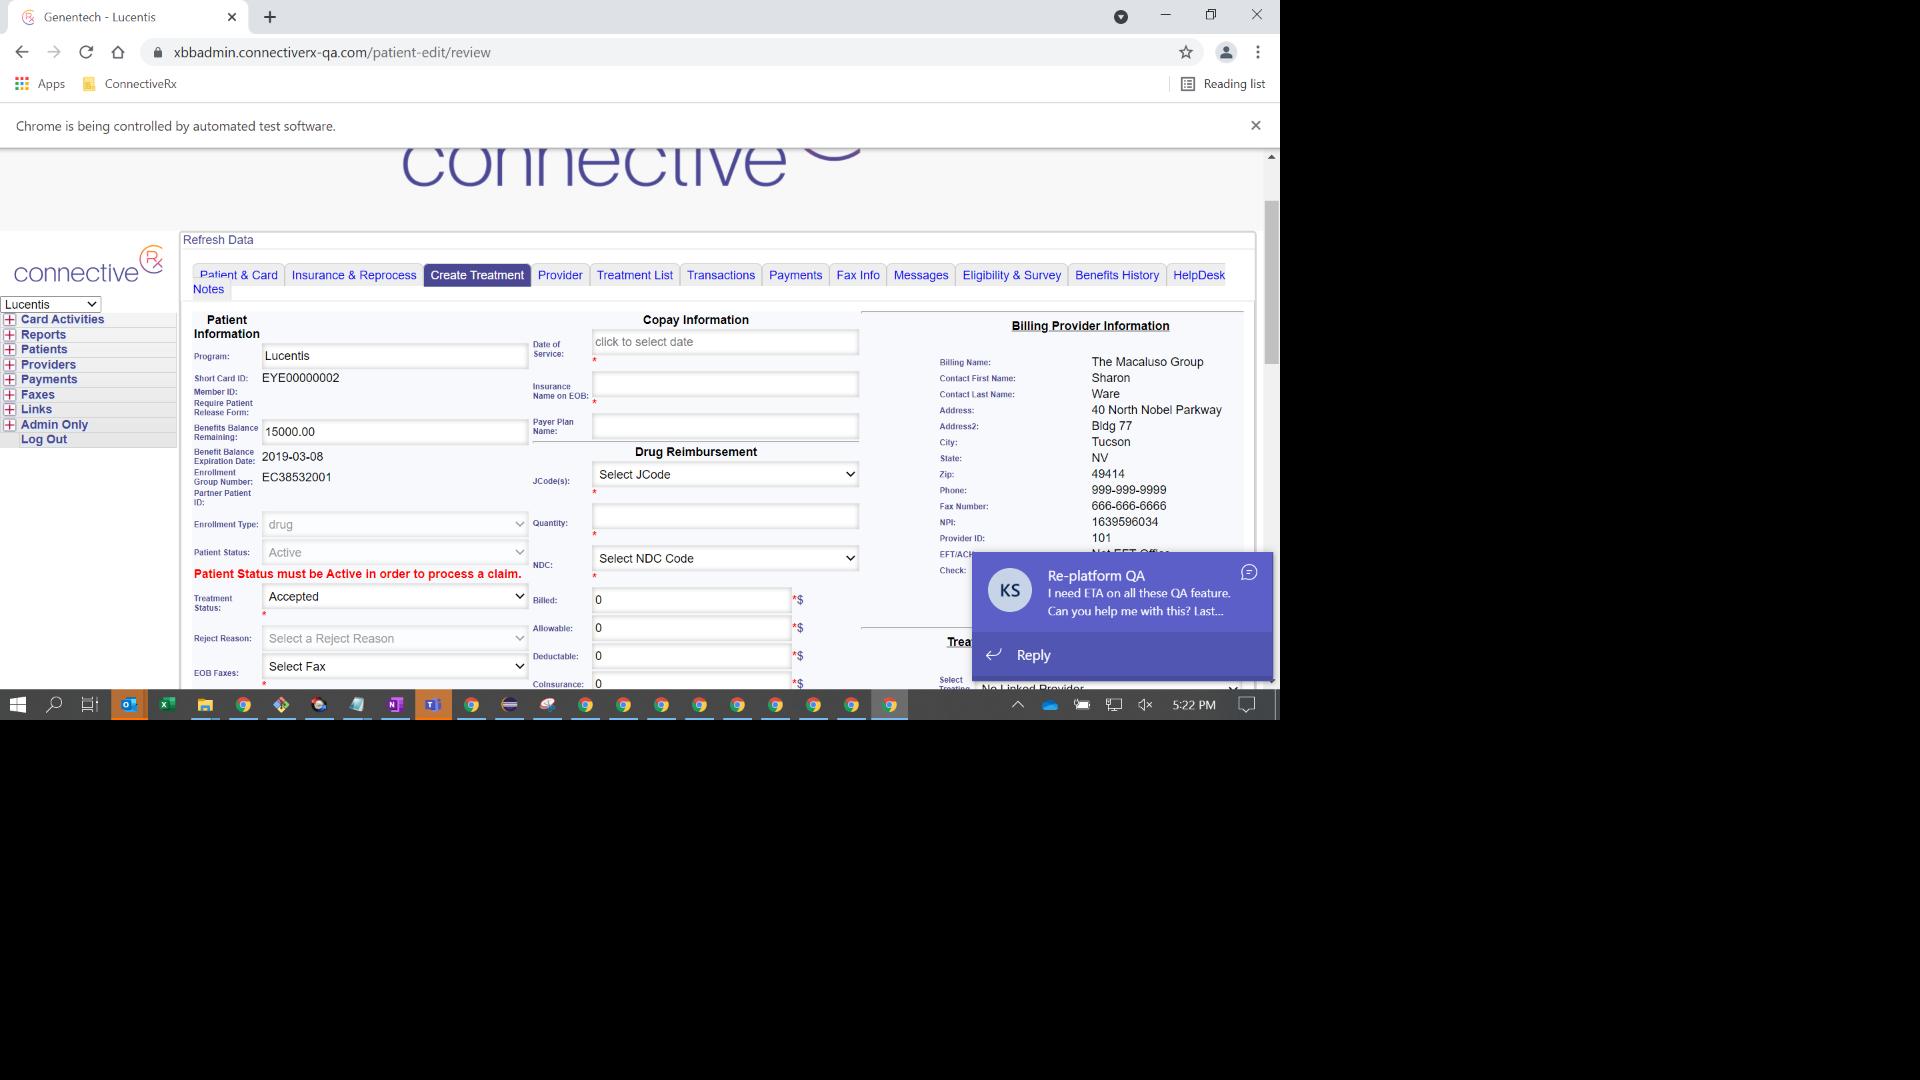 Genentech - Lucentis
xbbadmin.connectiverx-qa.com/patient-edit/review
Apps
ConnectiveRx
Reading list
Chrome is being controlled by automated test software.
connective
Refresh Data
Patient & Card
Insurance & Reprocess
Create Treatment
Provider
Treatment List
Transactions
Payments
Fax Info
Messages
Eligibility & Survey
Benefits History
HelpDesk
Notes
connective Rx
Lucentis
Card Activities
Reports
Patients
Providers
Payments
Faxes
Links
Admin Only
Log Out
Patient
Information
Program: Lucentis
Short Card ID: EYE00000002
Member ID:
Require Patient
Release Form:
Benefits Balance
Remaining: 15000.00
Benefit Balance
Expiration Date: 2019-03-08
Enrollment
Group Number: EC38532001
Partner Patient
ID:
Enrollment Type: drug
Patient Status: Active
Patient Status must be Active in order to process a claim.
Treatment
Status: Accepted
*
Reject Reason: Select a Reject Reason
EOB Faxes: Select Fax
*
Copay Information
Date of
Service: click to select date
*
Insurance
Name on EOB:
*
Payer Plan
Name:
Drug Reimbursement
JCode(s): Select JCode
*
Quantity:
*
NDC: Select NDC Code
*
Billed: 0 *$
Allowable: 0 *$
Deductable: 0 *$
CoInsurance: 0 *$
Billing Provider Information
Billing Name: The Macaluso Group
Contact First Name: Sharon
Contact Last Name: Ware
Address: 40 North Nobel Parkway
Address2: Bldg 77
City: Tucson
State: NV
Zip: 49414
Phone: 999-999-9999
Fax Number: 666-666-6666
NPI: 1639596034
Provider ID: 101
EFT/ACH Not EFT Office
Check:
Trea
Select
Treating No Linked Provider
KS
Re-platform QA
I need ETA on all these QA feature.
Can you help me with this? Last...
Reply
5:22 PM